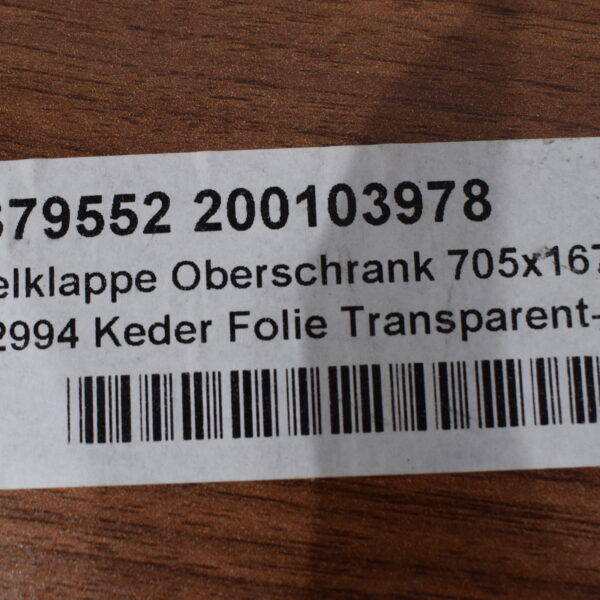 379552 200103978
elklappe Oberschrank 705x167
2994 Keder Folie Transparent-